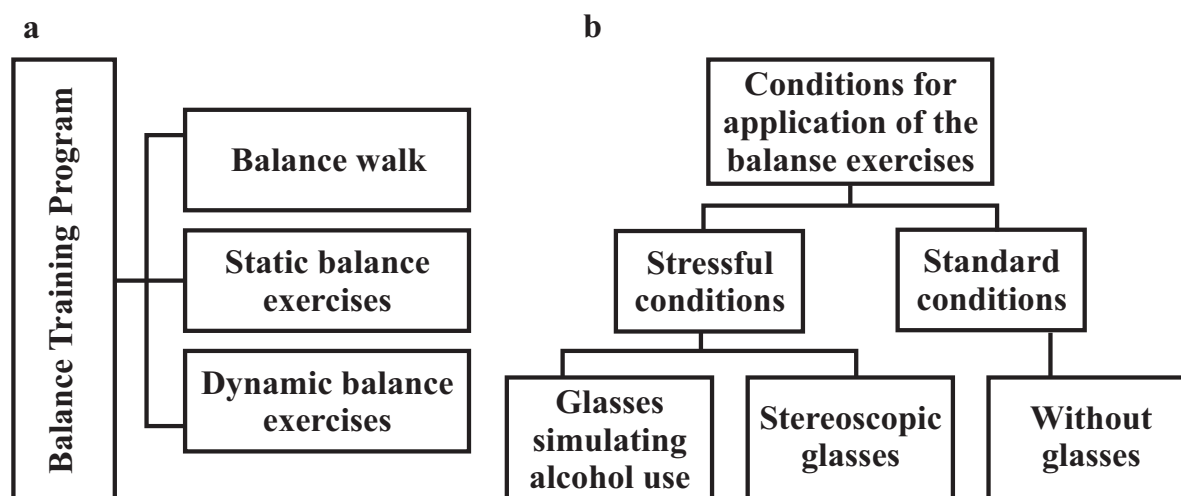 a
Balance Training Program
Balance walk
Static balance
exercises
Dynamic balance
exercises
b
Conditions for
application of the
balanse exercises
Stressful
conditions
Standard
conditions
Glasses
simulating
alcohol use
Stereoscopic
glasses
Without
glasses